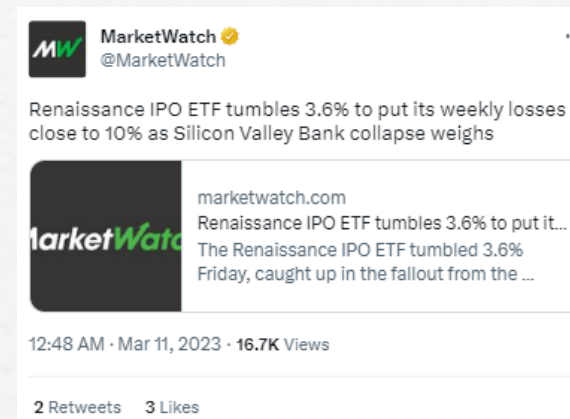 MW MarketWatch
@MarketWatch
Renaissance IPO ETF tumbles 3.6% to put its weekly losses
close to 10% as Silicon Valley Bank collapse weighs
MarketWatc
marketwatch.com
Renaissance IPO ETF tumbles 3.6% to put it...
The Renaissance IPO ETF tumbled 3.6%
Friday, caught up in the fallout from the ...
12:48 AM · Mar 11, 2023 · 16.7K Views
2 Retweets 3 Likes